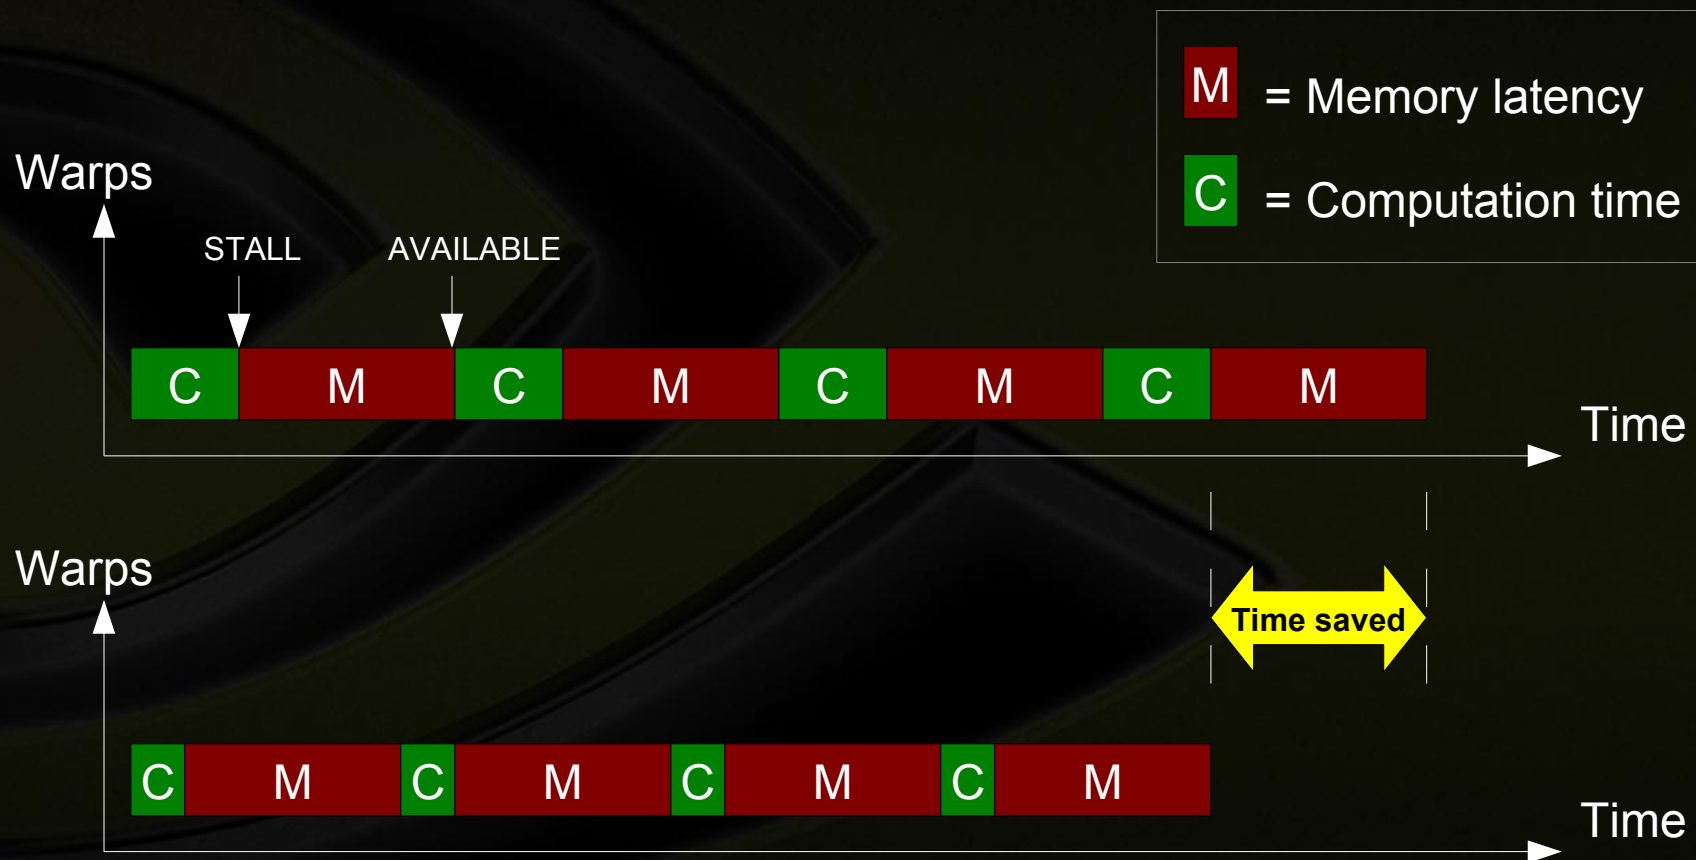 M = Memory latency
C = Computation time
Warps
STALL AVAILABLE
C M C M C M C M
Time
Warps
Time saved
C M C M C M C M
Time